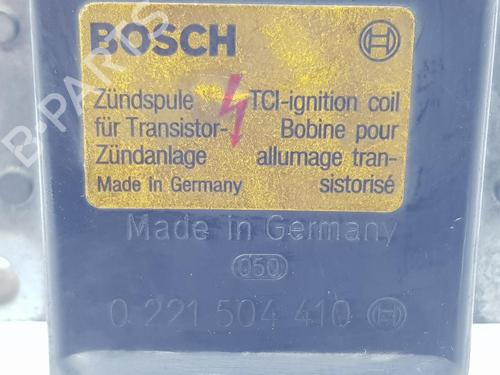 BOSCH
Zündspule TCI-ignition coil
für Transistor- Bobine pour
Zündanlage allumage tran-
Made in Germany sistorisé
Made in Germany
050
0 221 504 410
B-PARTS